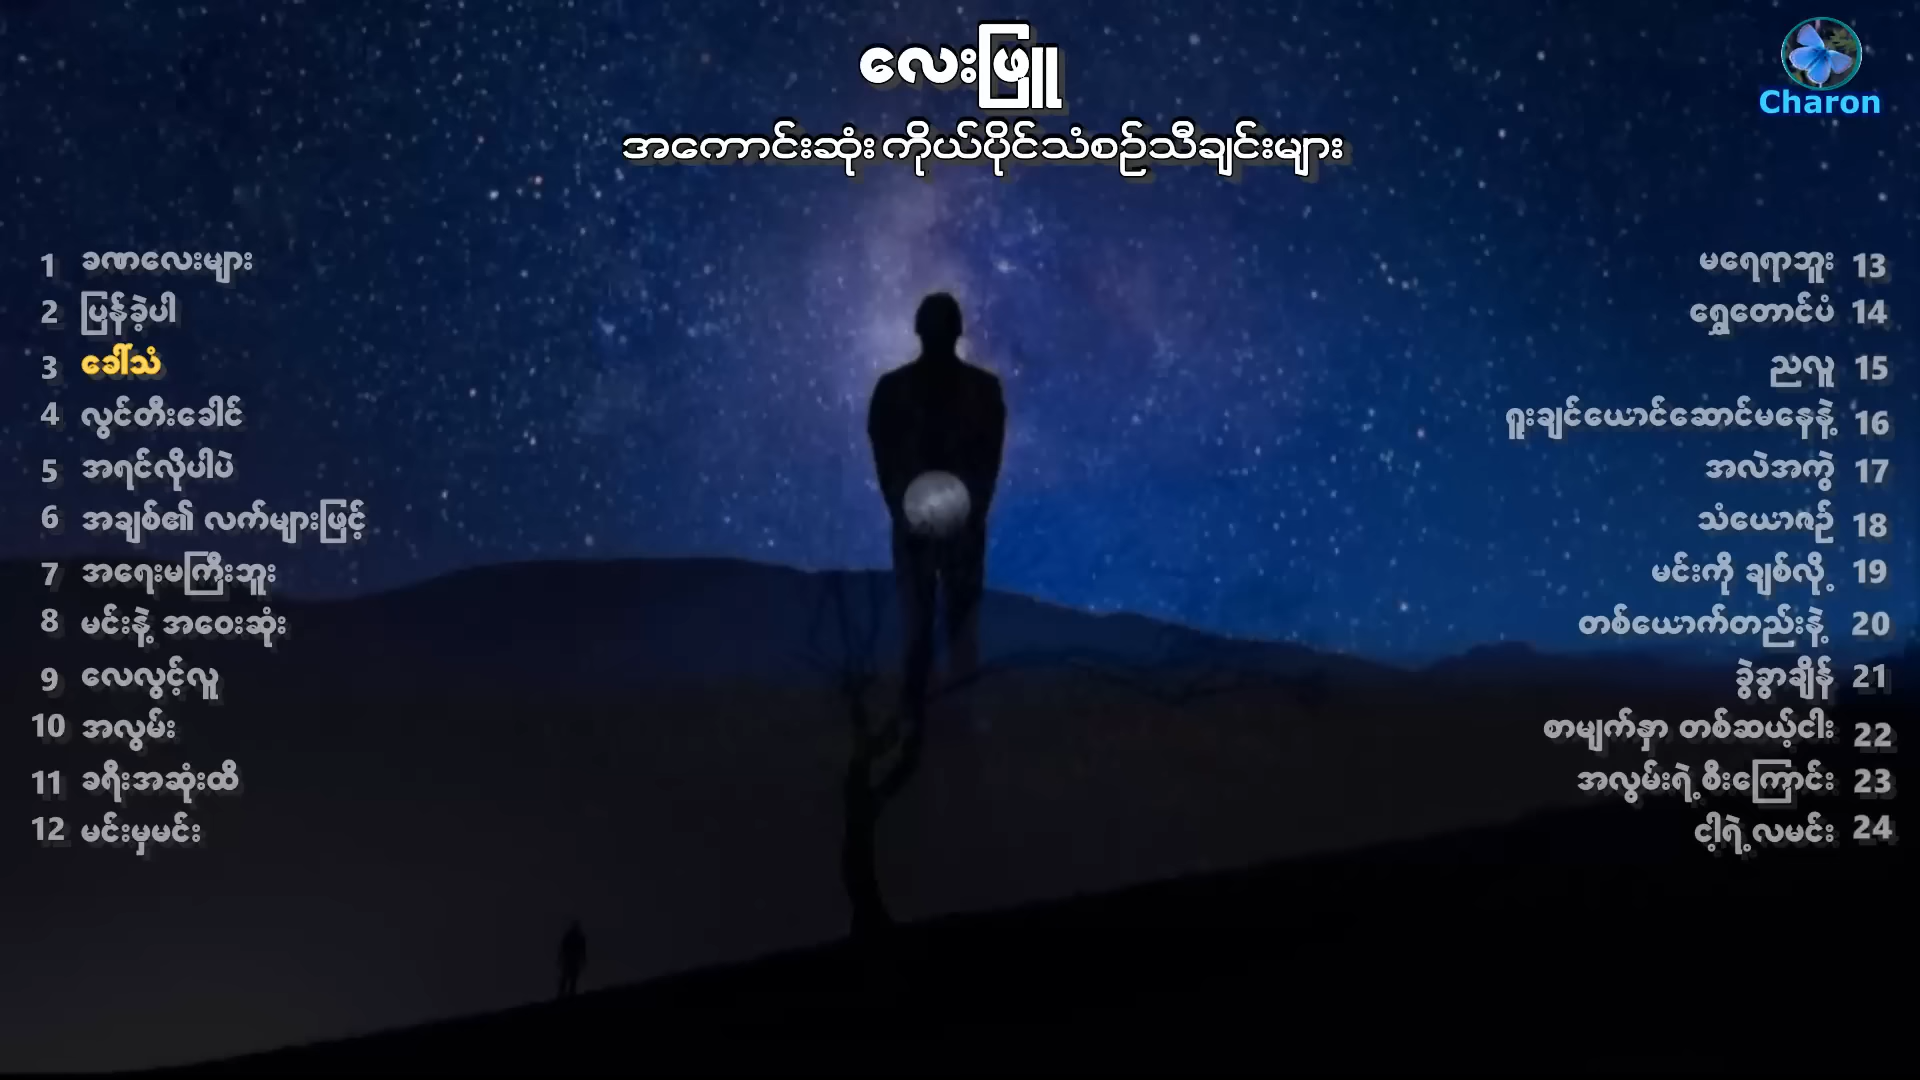 လေးဖြူ
အကောင်းဆုံး ကိုယ်ပိုင်သံစဉ်သီချင်းများ
Charon
1 ခဏလေးများ
2 ပြန်ခဲ့ပါ
3 ခေါ်သံ
4 လွင်တီးခေါင်
5 အရင်လိုပါပဲ
6 အချစ်၏ လက်များဖြင့်
7 အရေးမကြီးဘူး
8 မင်းနဲ့ အဝေးဆုံး
9 လေလွင့်လူ
10 အလွမ်း
11 ခရီးအဆုံးထိ
12 မင်းမှမင်း
မရေရာဘူး 13
ရွှေတောင်ပံ 14
ညလူ 15
ရူးချင်ယောင်ဆောင်မနေနဲ့ 16
အလဲအကွဲ 17
သံယောဇဉ် 18
မင်းကို ချစ်လို့ 19
တစ်ယောက်တည်းနဲ့ 20
ခွဲခွာချိန် 21
စာမျက်နှာ တစ်ဆယ့်ငါး 22
အလွမ်းရဲ့စီးကြောင်း 23
ငါ့ရဲ့လမင်း 24